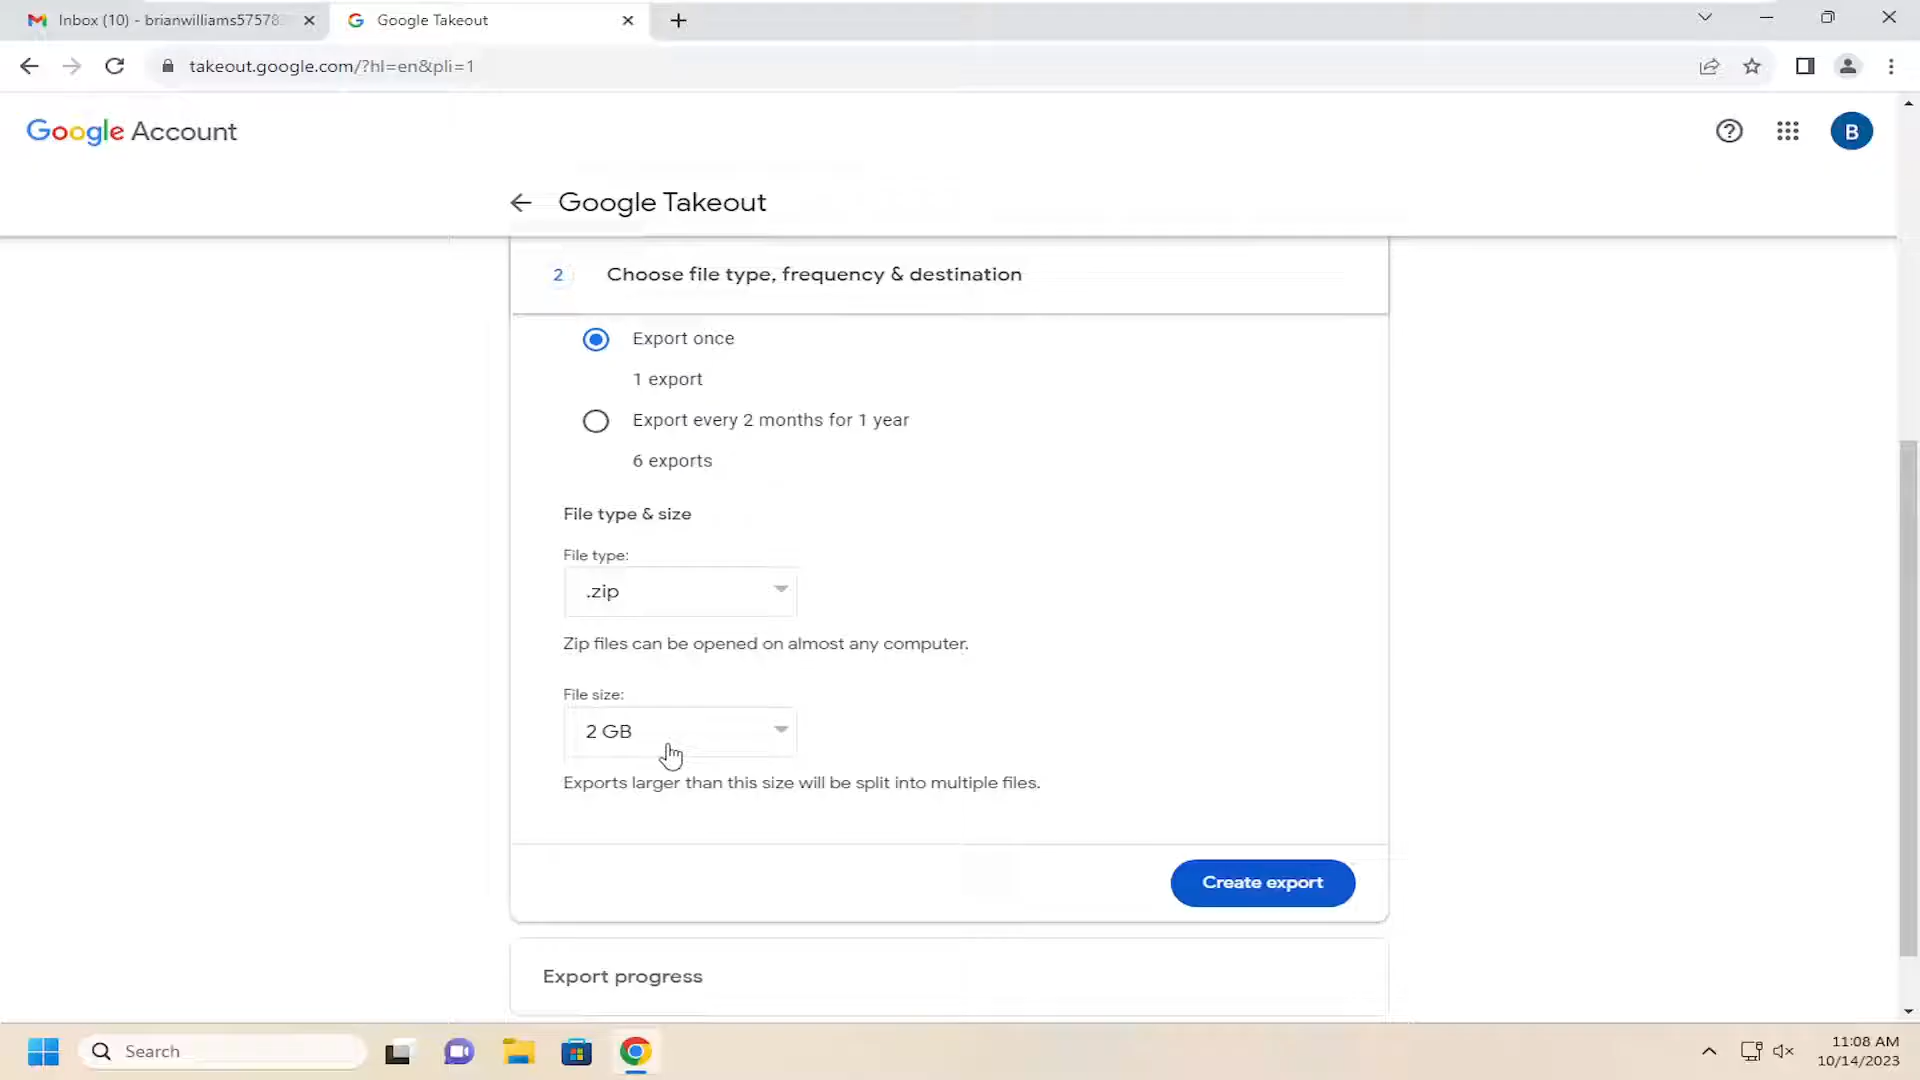 Inbox (10) - brianwilliams57578
Google Takeout
takeout.google.com/?hl=en&pli=1
Google Account
B
Google Takeout
2 Choose file type, frequency & destination
Export once
1 export
Export every 2 months for 1 year
6 exports
File type & size
File type:
.zip
Zip files can be opened on almost any computer.
File size:
2 GB
Exports larger than this size will be split into multiple files.
Create export
Export progress
Search
11:08 AM
10/14/2023